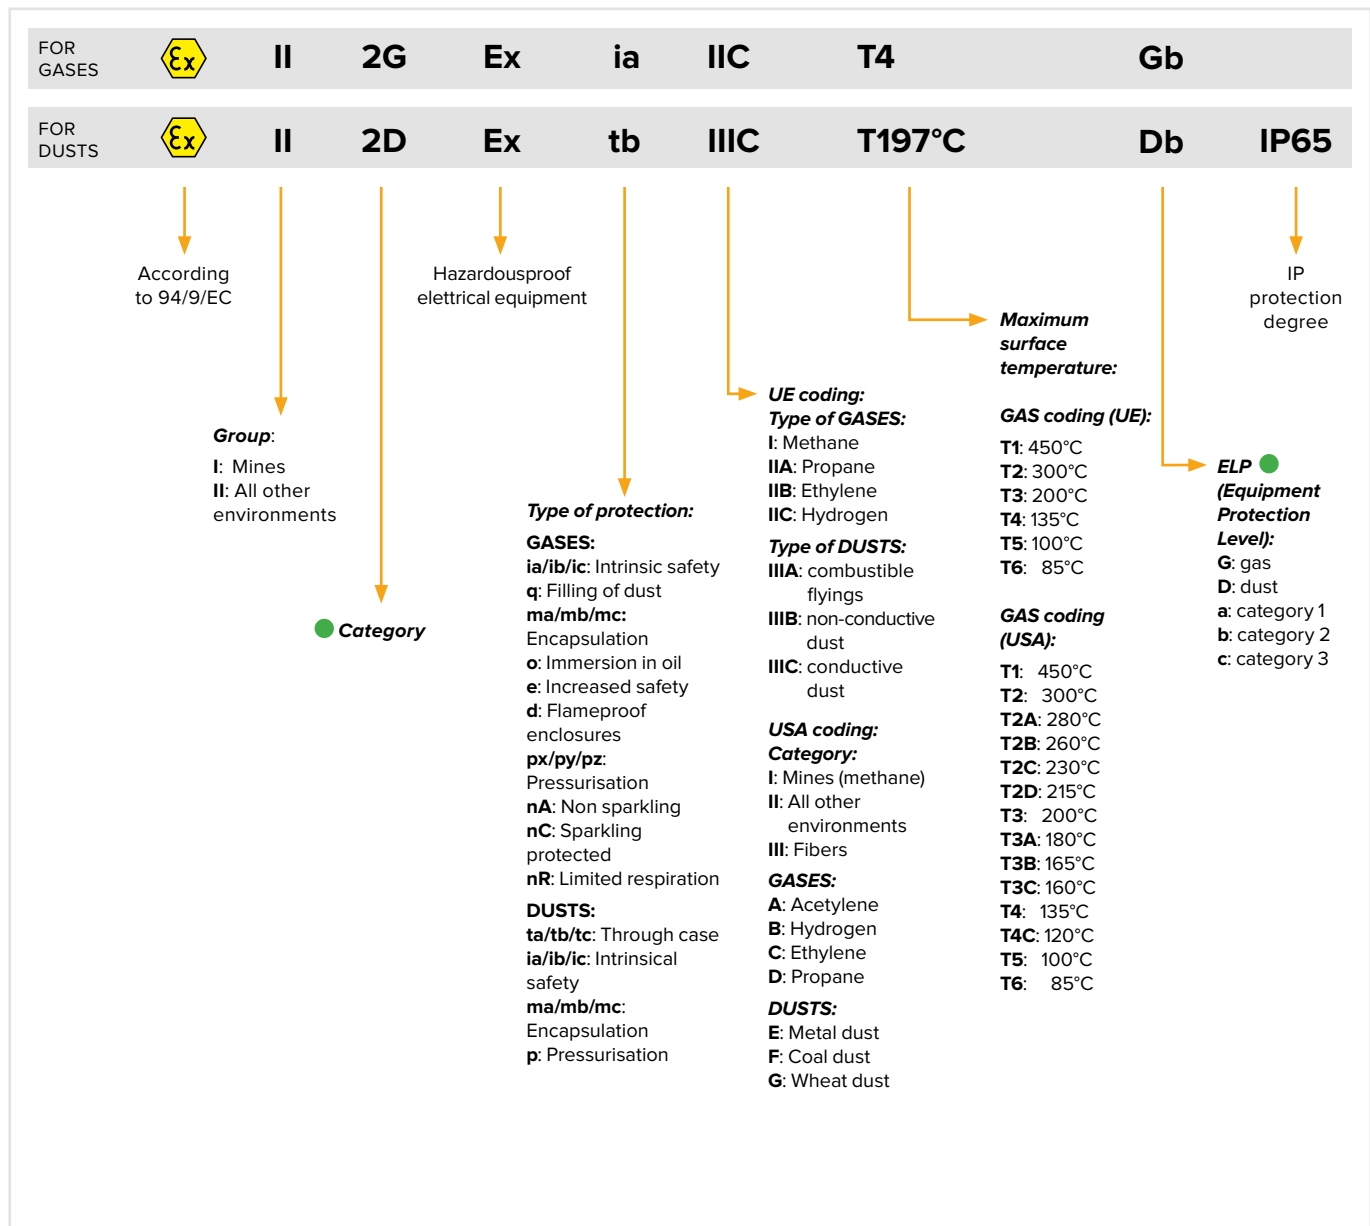 FOR
GASES
Ex
II
2G
Ex
ia
IIC
T4
Gb
FOR
DUSTS
Ex
II
2D
Ex
tb
IIIC
T197°C
Db
IP65
According
to 94/9/EC
Hazardousproof
elettrical equipment
IP
protection
degree
Group:
I: Mines
II: All other
environments
Category
Type of protection:
GASES:
ia/ib/ic: Intrinsic safety
q: Filling of dust
ma/mb/mc:
Encapsulation
o: Immersion in oil
e: Increased safety
d: Flameproof
enclosures
px/py/pz:
Pressurisation
nA: Non sparkling
nC: Sparkling
protected
nR: Limited respiration
DUSTS:
ta/tb/tc: Through case
ia/ib/ic: Intrinsical
safety
ma/mb/mc:
Encapsulation
p: Pressurisation
UE coding:
Type of GASES:
I: Methane
IIA: Propane
IIB: Ethylene
IIC: Hydrogen
Type of DUSTS:
IIIA: combustible
flyings
IIIB: non-conductive
dust
IIIC: conductive
dust
USA coding:
Category:
I: Mines (methane)
II: All other
environments
III: Fibers
GASES:
A: Acetylene
B: Hydrogen
C: Ethylene
D: Propane
DUSTS:
E: Metal dust
F: Coal dust
G: Wheat dust
Maximum
surface
temperature:
GAS coding (UE):
T1: 450°C
T2: 300°C
T3: 200°C
T4: 135°C
T5: 100°C
T6: 85°C
GAS coding
(USA):
T1: 450°C
T2: 300°C
T2A: 280°C
T2B: 260°C
T2C: 230°C
T2D: 215°C
T3: 200°C
T3A: 180°C
T3B: 165°C
T3C: 160°C
T4: 135°C
T4C: 120°C
T5: 100°C
T6: 85°C
ELP
(Equipment
Protection
Level):
G: gas
D: dust
a: category 1
b: category 2
c: category 3